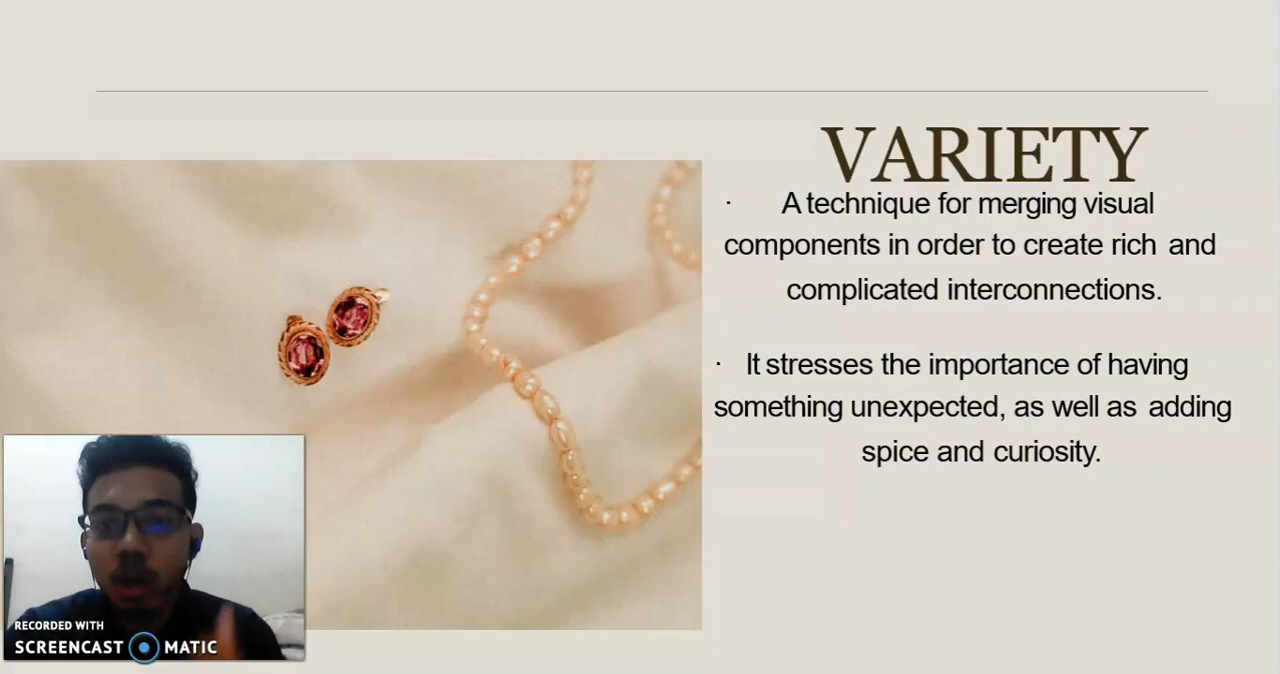 VARIETY
· A technique for merging visual
components in order to create rich and
complicated interconnections.
· It stresses the importance of having
something unexpected, as well as adding
spice and curiosity.
RECORDED WITH
SCREENCAST MATIC